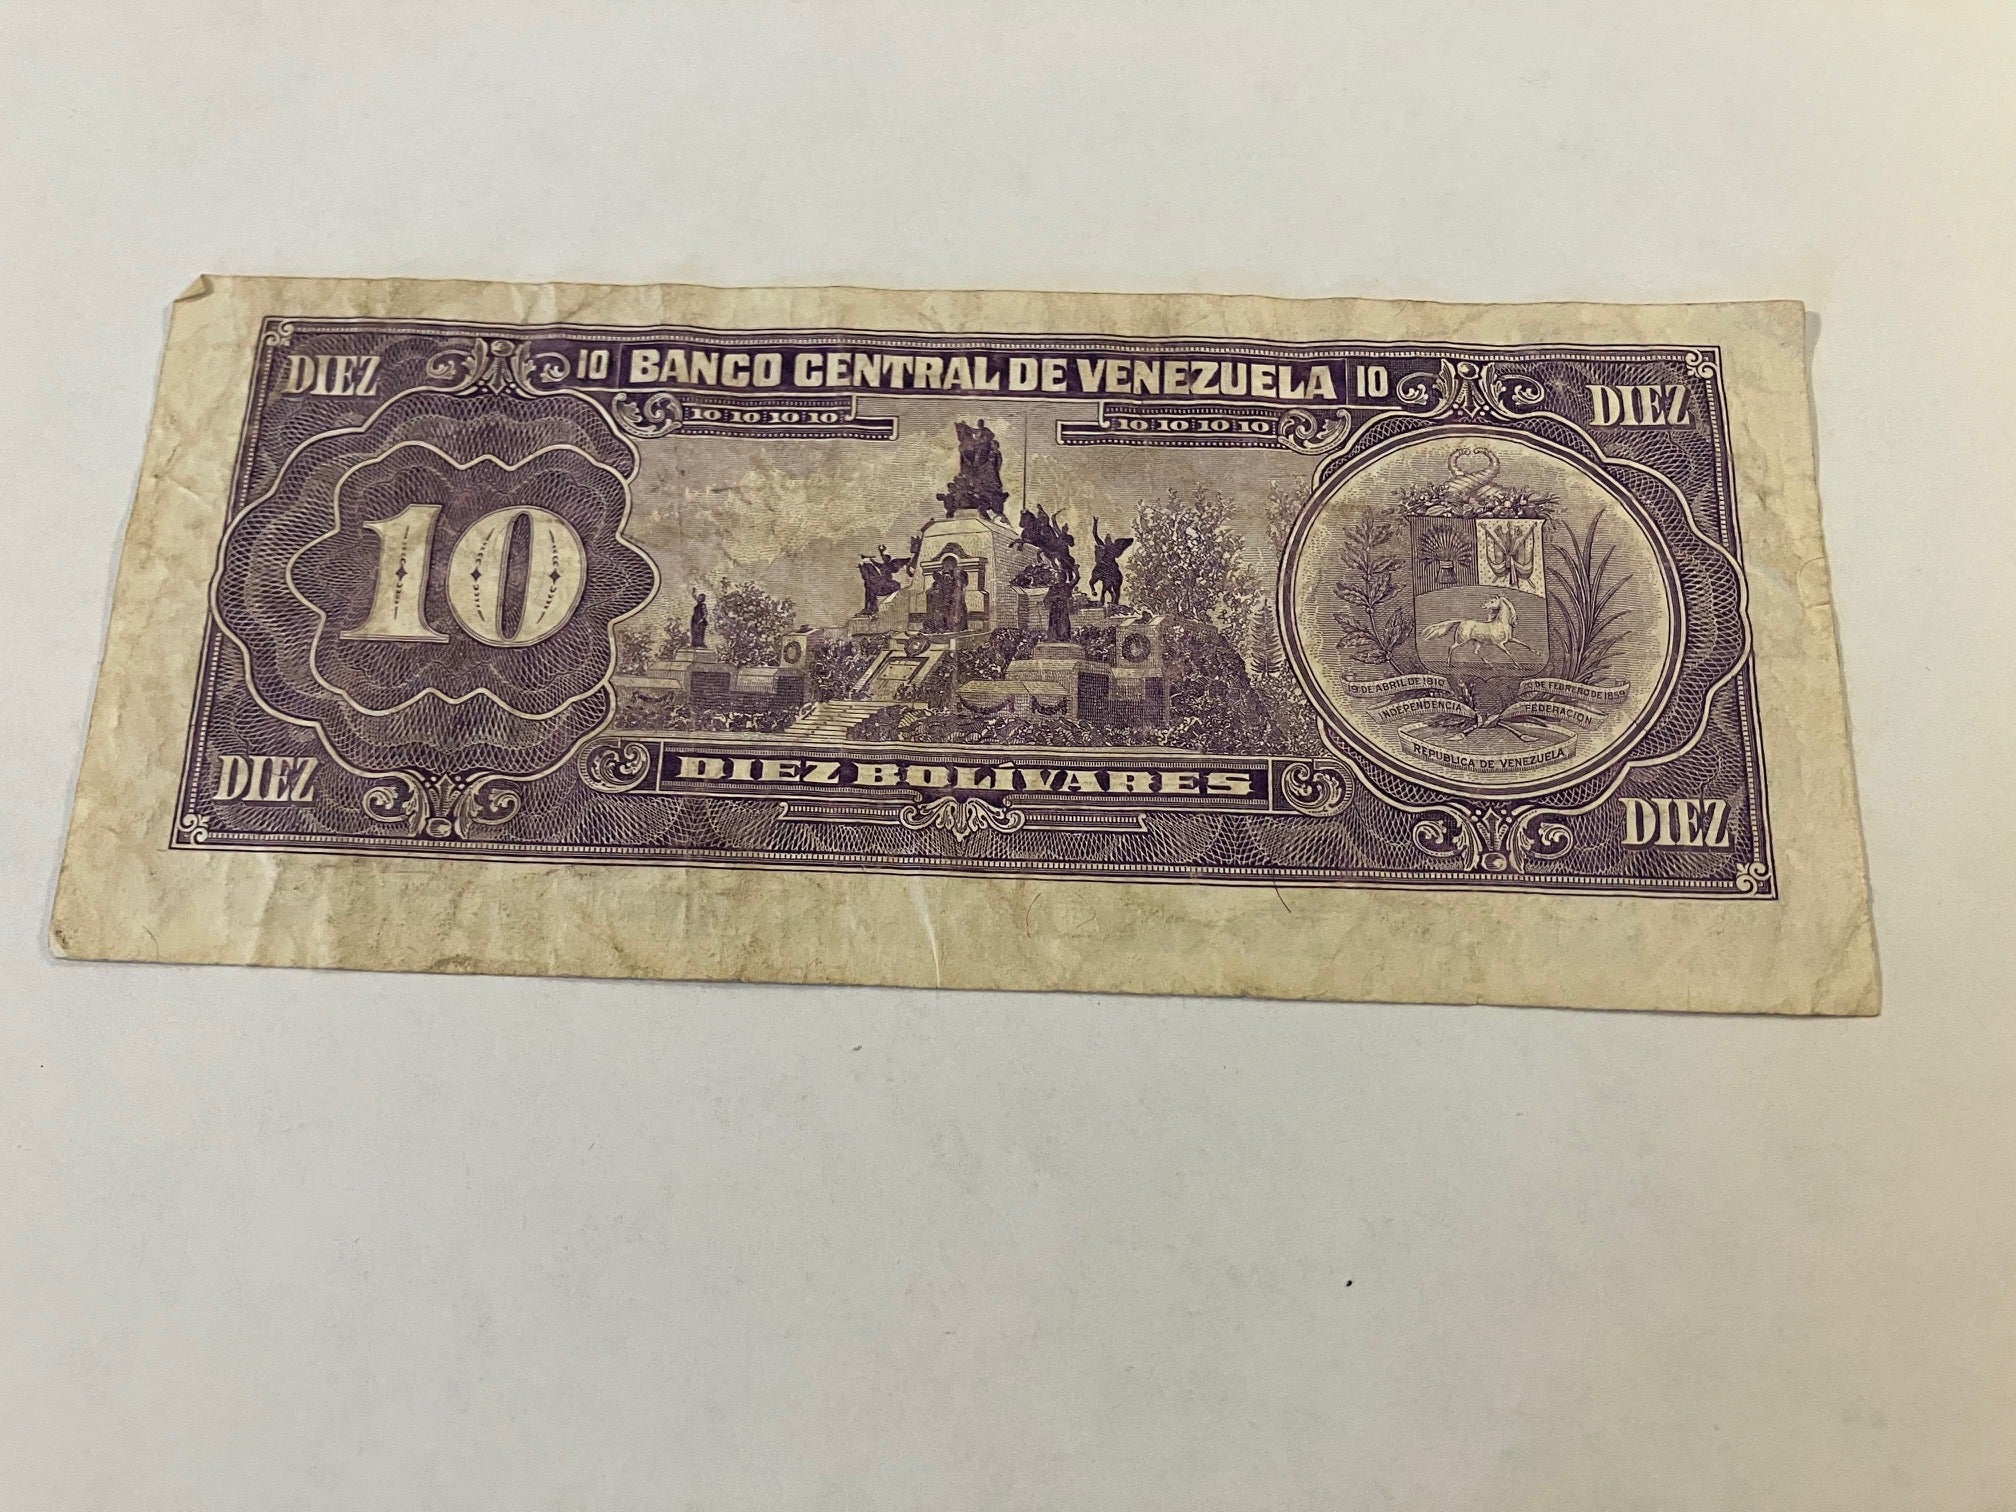 DIEZ 10 BANCO CENTRAL DE VENEZUELA 10 DIEZ
10 10 10 10 10 10 10 10
10
19 DE ABRIL DE 1810 20 DE FEBRERO DE 1859
INDEPENDENCIA FEDERACION
REPUBLICA DE VENEZUELA
DIEZ DIEZ BOLÍVARES DIEZ